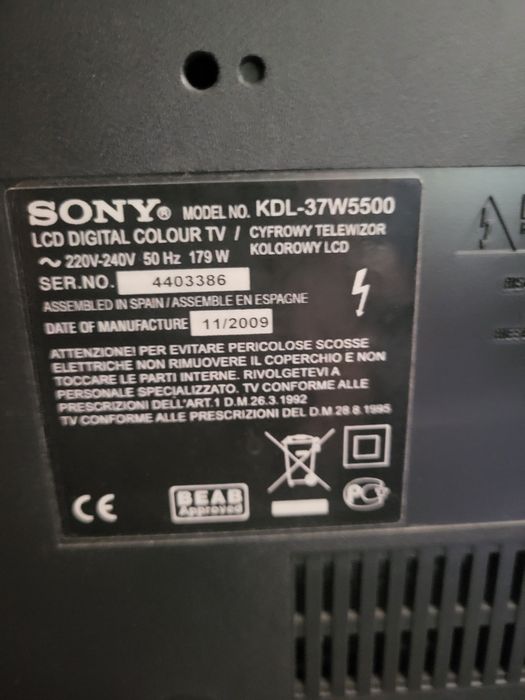 SONY® MODEL NO. KDL-37W5500
LCD DIGITAL COLOUR TV / CYFROWY TELEWIZOR
KOLOROWY LCD
~ 220V-240V 50 Hz 179 W
SER.NO. 4403386
ASSEMBLED IN SPAIN / ASSEMBLE EN ESPAGNE
DATE OF MANUFACTURE 11/2009
ATTENZIONE! PER EVITARE PERICOLOSE SCOSSE
ELETTRICHE NON RIMUOVERE IL COPERCHIO E NON
TOCCARE LE PARTI INTERNE. RIVOLGETEVI A
PERSONALE SPECIALIZZATO. TV CONFORME ALLE
PRESCRIZIONI DELL'ART.1 D.M.26.3.1992
TV CONFORME ALLE PRESCRIZIONI DEL D.M 28.8.1995
CE
BEAB
Approved